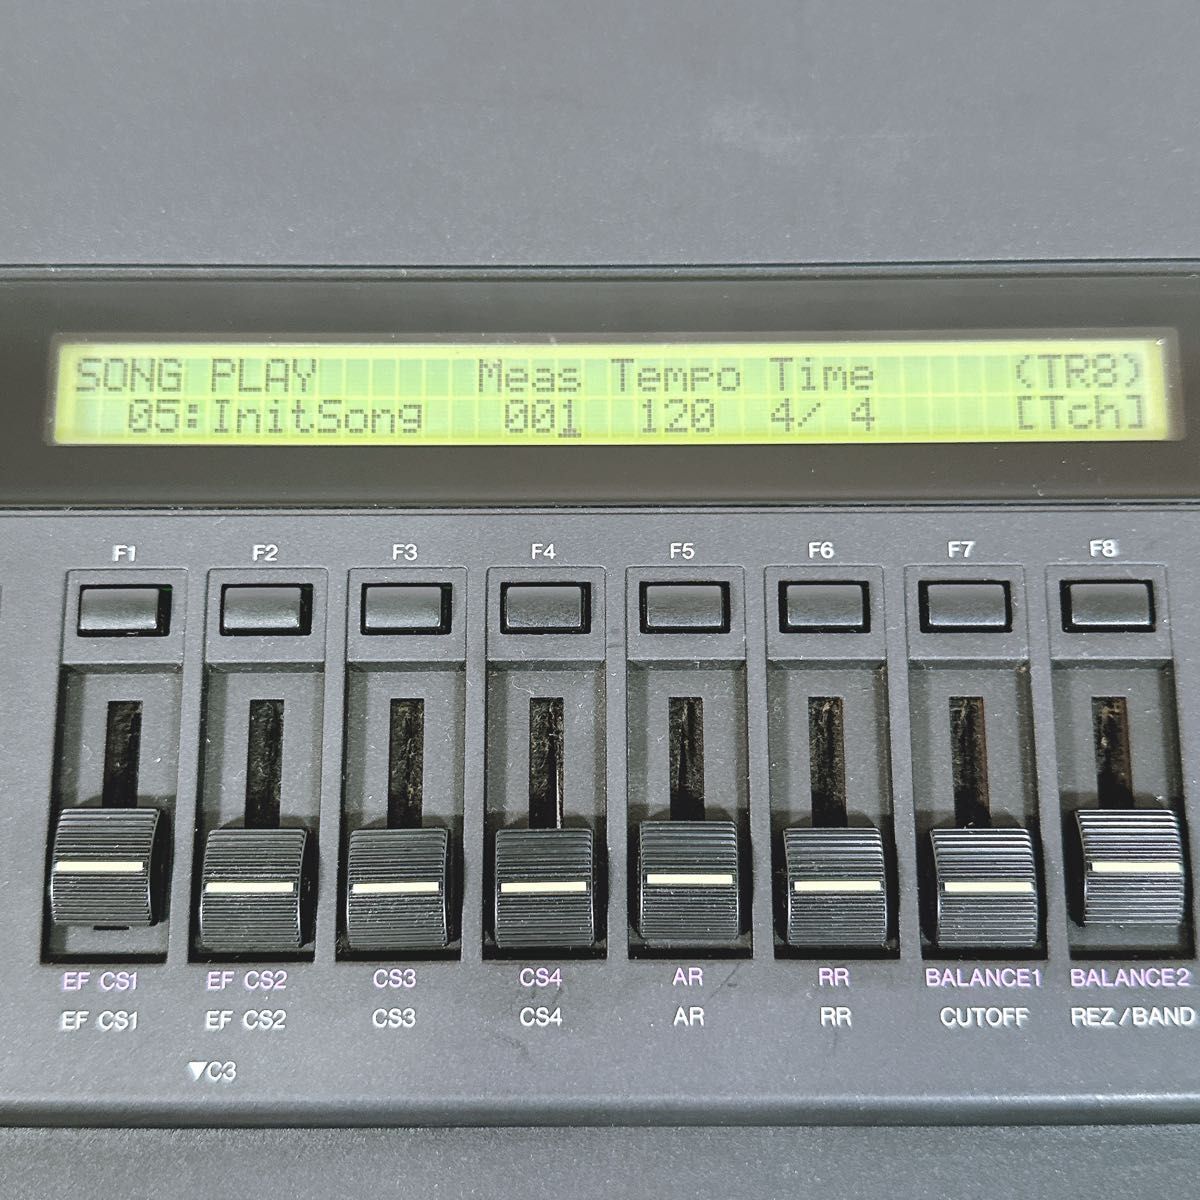 SONG PLAY Meas Tempo Time (TR8)
05:InitSong 001 120 4/ 4 [Tch]
F1 F2 F3 F4 F5 F6 F7 F8
EF CS1 EF CS2 CS3 CS4 AR RR BALANCE1 BALANCE2
EF CS1 EF CS2 CS3 CS4 AR RR CUTOFF REZ/BAND
▼C3